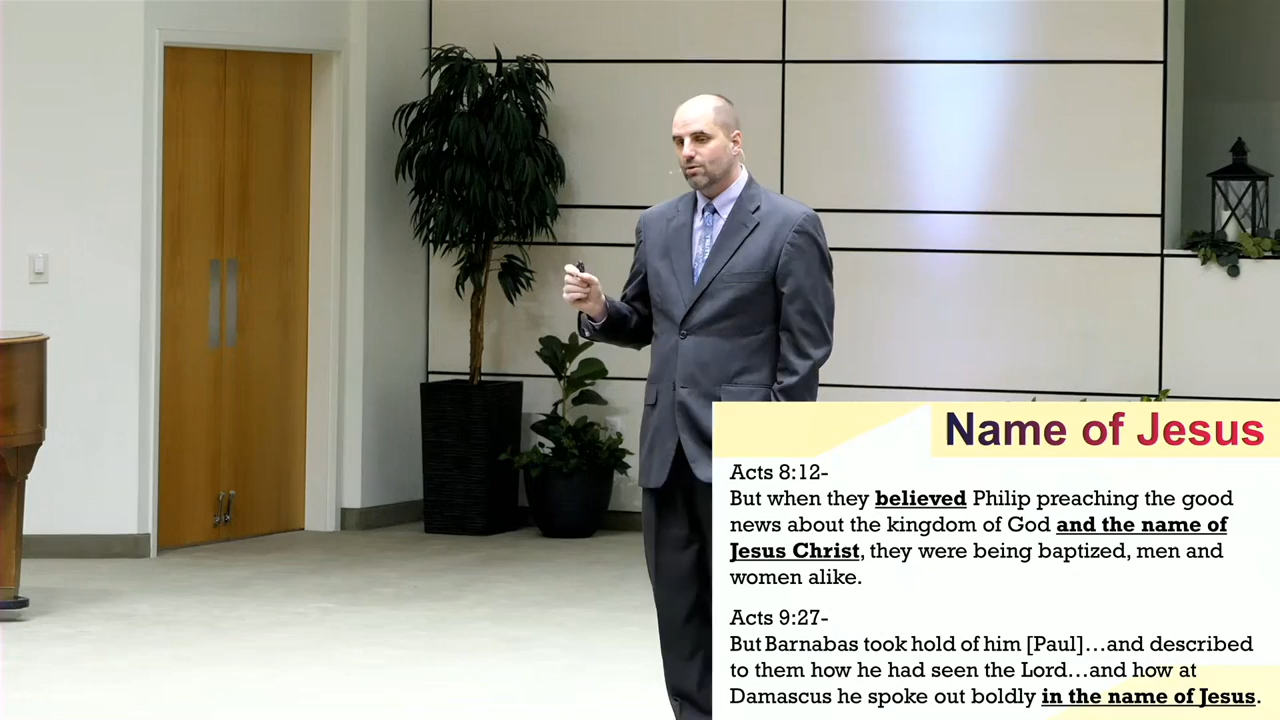 Name of Jesus
Acts 8:12-
But when they believed Philip preaching the good
news about the kingdom of God and the name of
Jesus Christ, they were being baptized, men and
women alike.
Acts 9:27-
But Barnabas took hold of him [Paul]...and described
to them how he had seen the Lord...and how at
Damascus he spoke out boldly in the name of Jesus.